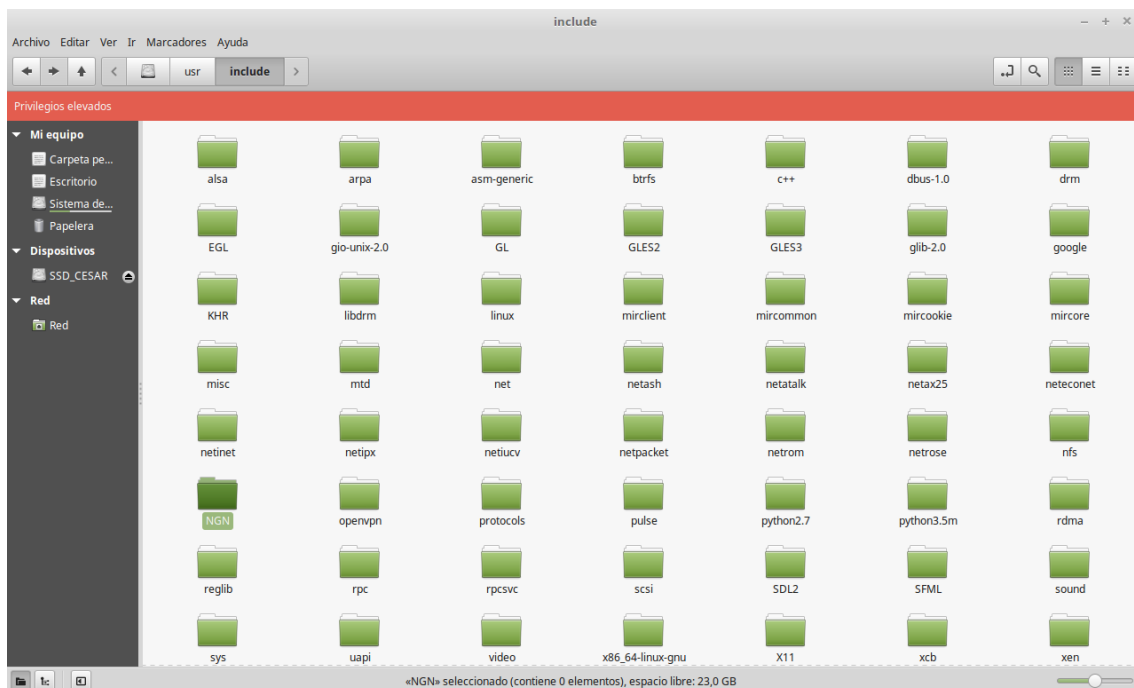 include
Archivo Editar Ver Ir Marcadores Ayuda
usr include
Privilegios elevados
Mi equipo
Carpeta pe...
Escritorio
Sistema de...
Papelera
Dispositivos
SSD_CESAR
Red
Red
alsa arpa asm-generic btrfs c++ dbus-1.0 drm
EGL gio-unix-2.0 GL GLES2 GLES3 glib-2.0 google
KHR libdrm linux mirclient mircommon mircookie mircore
misc mtd net netash netatalk netax25 neteconet
netinet netipx netiucv netpacket netrom netrose nfs
NGN openvpn protocols pulse python2.7 python3.5m rdma
reglib rpc rpcsvc scsi SDL2 SFML sound
sys uapi video x86_64-linux-gnu X11 xcb xen
«NGN» seleccionado (contiene 0 elementos), espacio libre: 23,0 GB